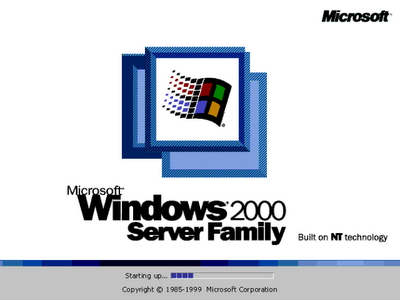 Microsoft
Microsoft
Windows 2000
Server Family
Built on NT technology
Starting up...
Copyright © 1985-1999 Microsoft Corporation